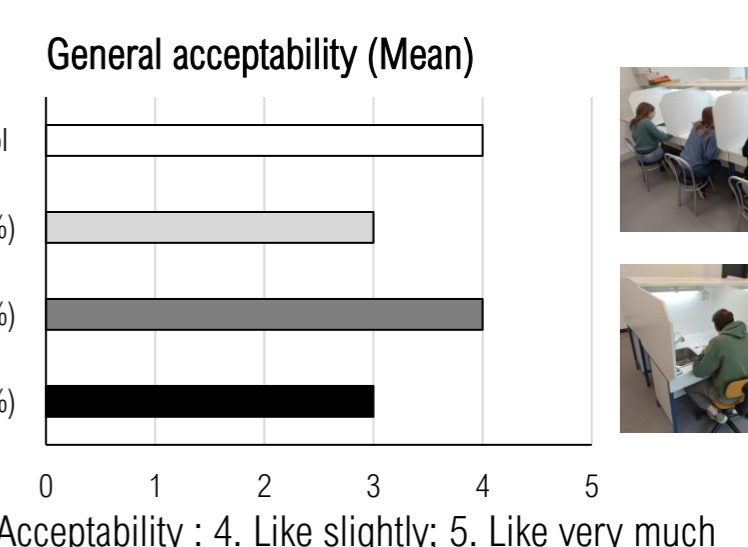 General acceptability (Mean)
%)
%)
%)
0 1 2 3 4 5
Acceptability : 4. Like slightly; 5. Like very much